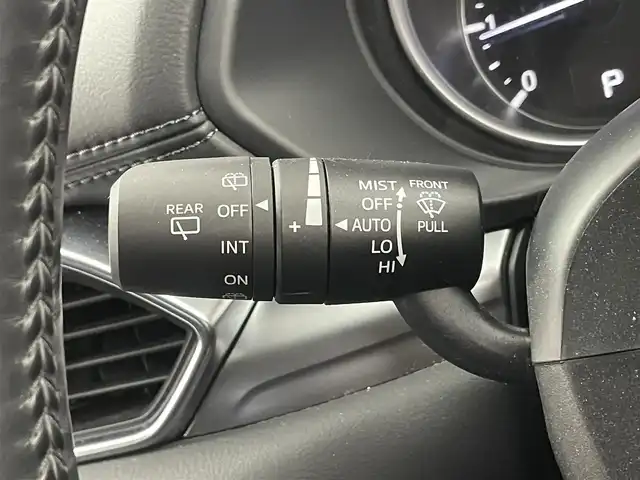 1
0
P
REAR
OFF
INT
ON
+
MIST
OFF
AUTO
LO
HI
FRONT
PULL